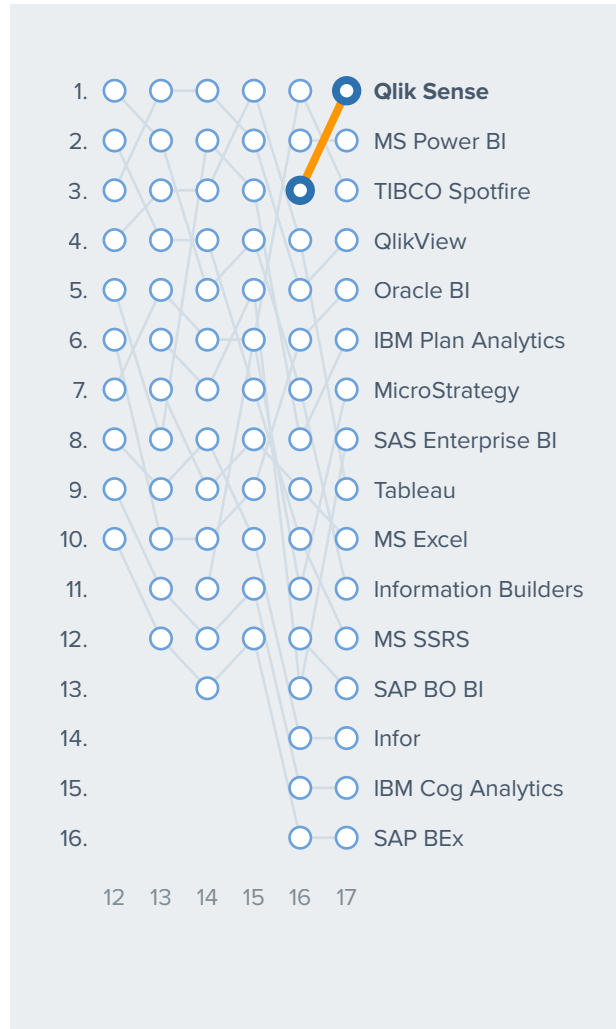 1. Qlik Sense
2. MS Power BI
3. TIBCO Spotfire
4. QlikView
5. Oracle BI
6. IBM Plan Analytics
7. MicroStrategy
8. SAS Enterprise BI
9. Tableau
10. MS Excel
11. Information Builders
12. MS SSRS
13. SAP BO BI
14. Infor
15. IBM Cog Analytics
16. SAP BEx
12 13 14 15 16 17